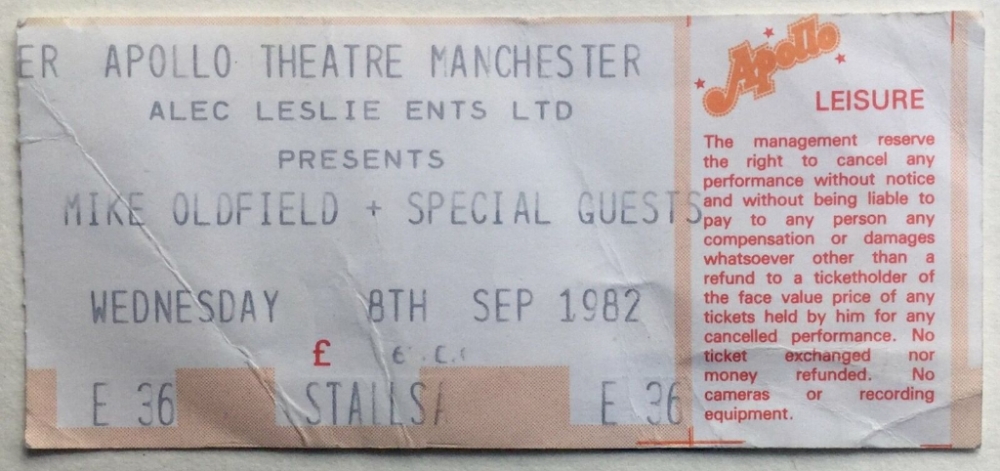 ER APOLLO THEATRE MANCHESTER
ALEC LESLIE ENTS LTD
PRESENTS
MIKE OLDFIELD + SPECIAL GUESTS
WEDNESDAY 8TH SEP 1982
£
E 36 STALLSA E 36
Apollo
LEISURE
The management reserve
the right to cancel any
performance without notice
and without being liable to
pay to any person any
compensation or damages
whatsoever other than a
refund to a ticketholder of
the face value price of any
tickets held by him for any
cancelled performance. No
ticket exchanged nor
money refunded. No
cameras or recording
equipment.